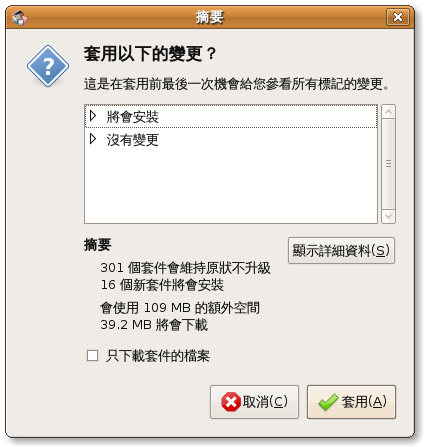 摘要
套用以下的變更？
這是在套用前最後一次機會給您參看所有標記的變更。
將會安裝
沒有變更
摘要
顯示詳細資料(S)
301 個套件會維持原狀不升級
16 個新套件將會安裝
會使用 109 MB 的額外空間
39.2 MB 將會下載
只下載套件的檔案
取消(C)
套用(A)